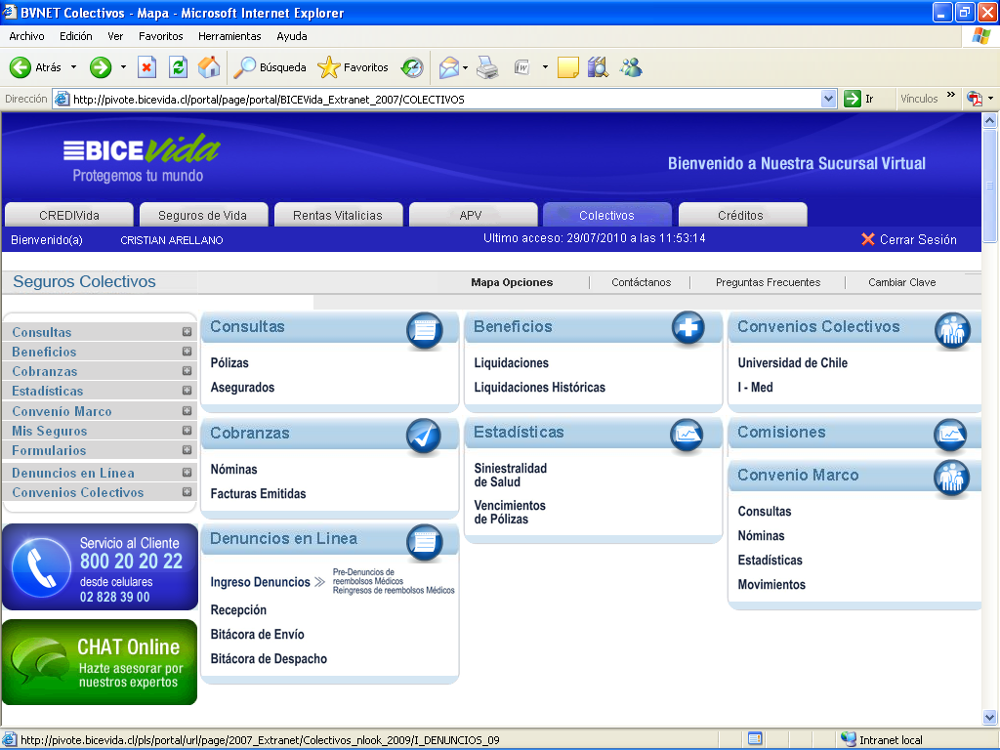 BVNET Colectivos - Mapa - Microsoft Internet Explorer
Archivo Edición Ver Favoritos Herramientas Ayuda
Atrás Búsqueda Favoritos
Dirección http://pivote.bicevida.cl/portal/page/portal/BICEVida_Extranet_2007/COLECTIVOS Ir Vínculos »
BICE Vida
Protegemos tu mundo
Bienvenido a Nuestra Sucursal Virtual
CREDIVida Seguros de Vida Rentas Vitalicias APV Colectivos Créditos
Bienvenido(a) CRISTIAN ARELLANO Ultimo acceso: 29/07/2010 a las 11:53:14 Cerrar Sesión
Seguros Colectivos Mapa Opciones | Contáctanos | Preguntas Frecuentes | Cambiar Clave
Consultas
Beneficios
Cobranzas
Estadísticas
Convenío Marco
Mis Seguros
Formularios
Denuncios en Línea
Convenios Colectivos
Servicio al Cliente
800 20 20 22
desde celulares
02 828 39 00
CHAT Online
Hazte asesorar por
nuestros expertos
Consultas
Pólizas
Asegurados
Cobranzas
Nóminas
Facturas Emitidas
Denuncios en Linea
Ingreso Denuncios »
Pre-Denuncios de
reembolsos Médicos
Reingresos de reembolsos Médicos
Recepción
Bitácora de Envío
Bitácora de Despacho
Beneficios
Liquidaciones
Liquidaciones Históricas
Estadísticas
Siniestralidad
de Salud
Vencimientos
de Pólizas
Convenios Colectivos
Universidad de Chile
I - Med
Comisiones
Convenio Marco
Consultas
Nóminas
Estadísticas
Movimientos
http://pivote.bicevida.cl/pls/portal/url/page/2007_Extranet/Colectivos_nlook_2009/I_DENUNCIOS_09 Intranet local